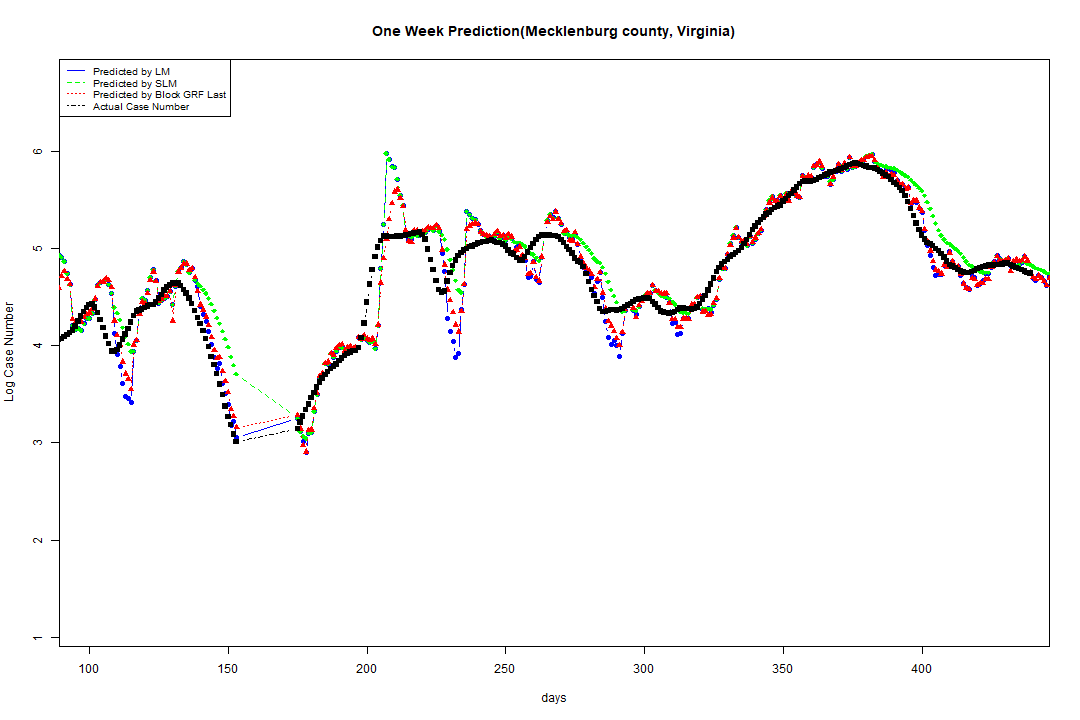 One Week Prediction(Mecklenburg county, Virginia)
Predicted by LM
Predicted by SLM
Predicted by Block GRF Last
Actual Case Number
6
5
4
3
2
1
Log Case Number
100 150 200 250 300 350 400
days